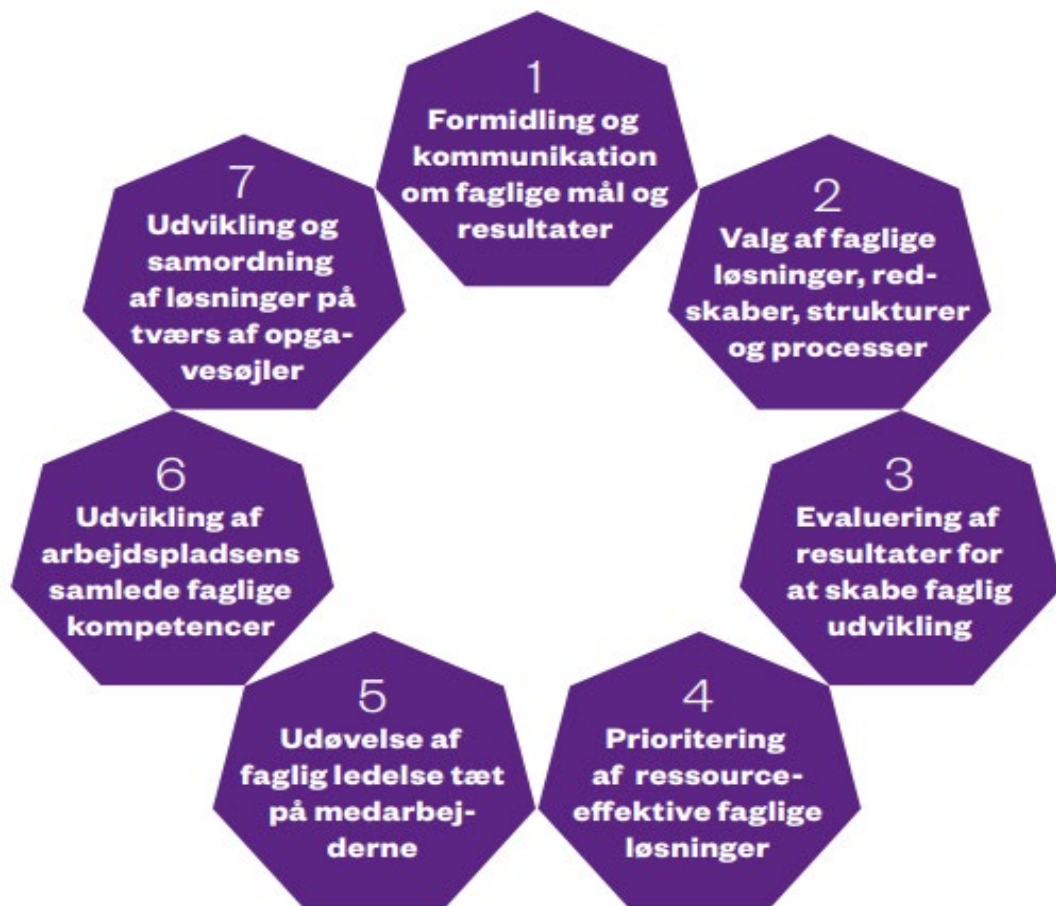 1
Formidling og
kommunikation
om faglige mål og
resultater
2
Valg af faglige
løsninger, red-
skaber, strukturer
og processer
3
Evaluering af
resultater for
at skabe faglig
udvikling
4
Prioritering
af ressource-
effektive faglige
løsninger
5
Udøvelse af
faglig ledelse tæt
på medarbej-
derne
6
Udvikling af
arbejdspladsens
samlede faglige
kompetencer
7
Udvikling og
samordning
af løsninger på
tværs af opga-
vesøjler